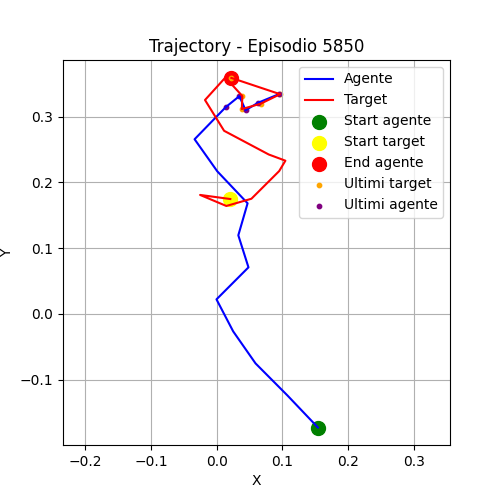 Trajectory - Episodio 5850
Agente
Target
Start agente
Start target
End agente
Ultimi target
Ultimi agente
Y
0.3
0.2
0.1
0.0
−0.1
−0.2
−0.1
0.0
0.1
0.2
0.3
X